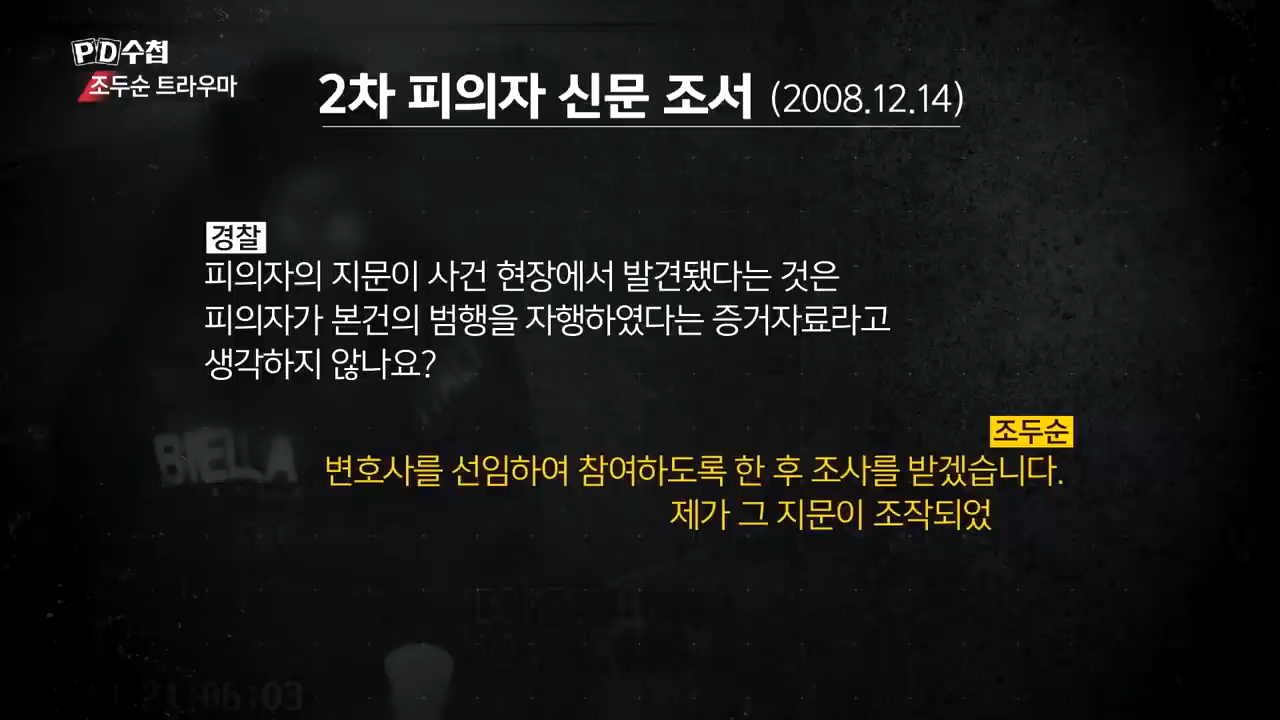 PD수첩
조두순 트라우마
2차 피의자 신문 조서 (2008.12.14)
경찰
피의자의 지문이 사건 현장에서 발견됐다는 것은
피의자가 본건의 범행을 자행하였다는 증거자료라고
생각하지 않나요?
조두순
변호사를 선임하여 참여하도록 한 후 조사를 받겠습니다.
제가 그 지문이 조작되었
BIELLA
21:06:03